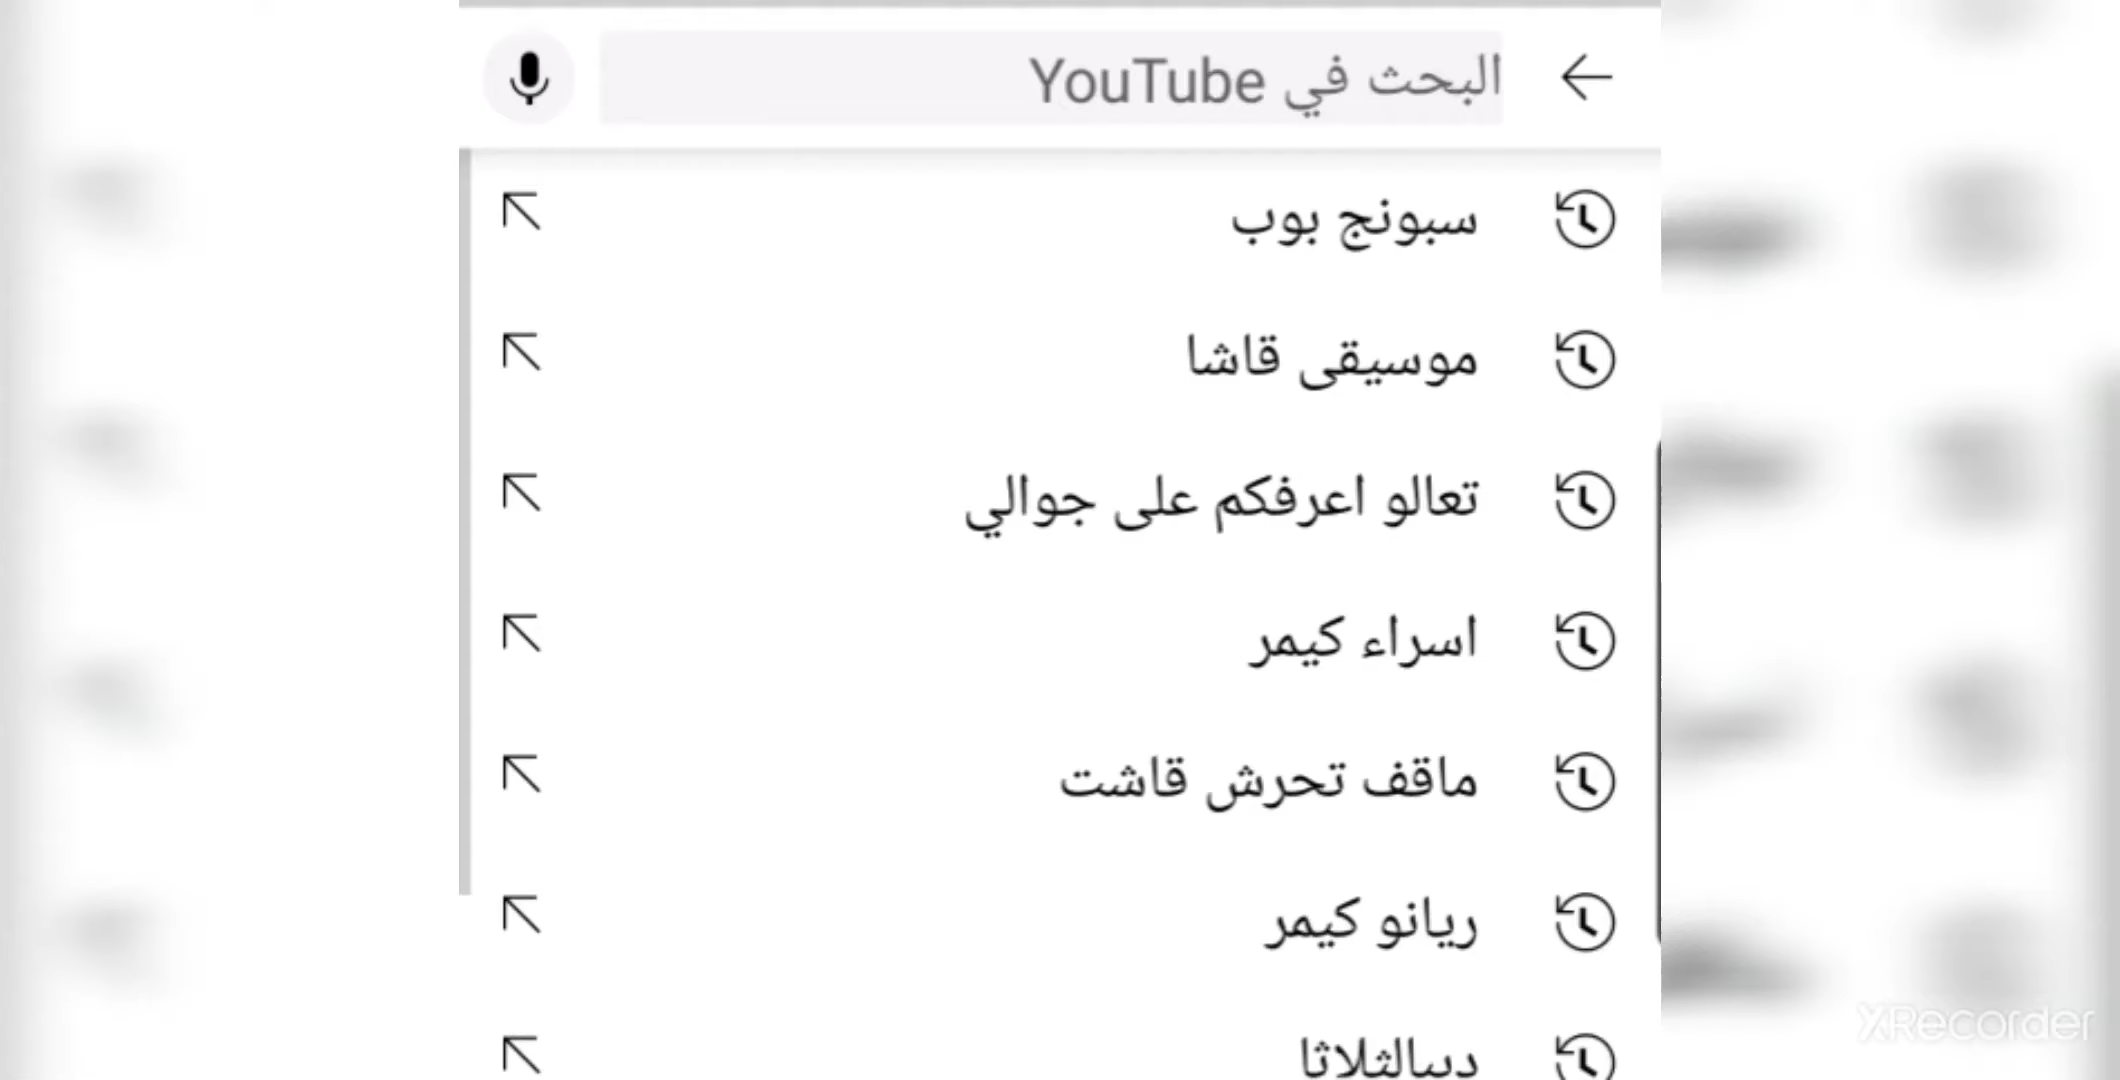 البحث في YouTube
سبونج بوب
موسيقى قاشا
تعالو اعرفكم على جوالي
اسراء كيمر
ماقف تحرش قاشت
ريانو كيمر
XRecorder